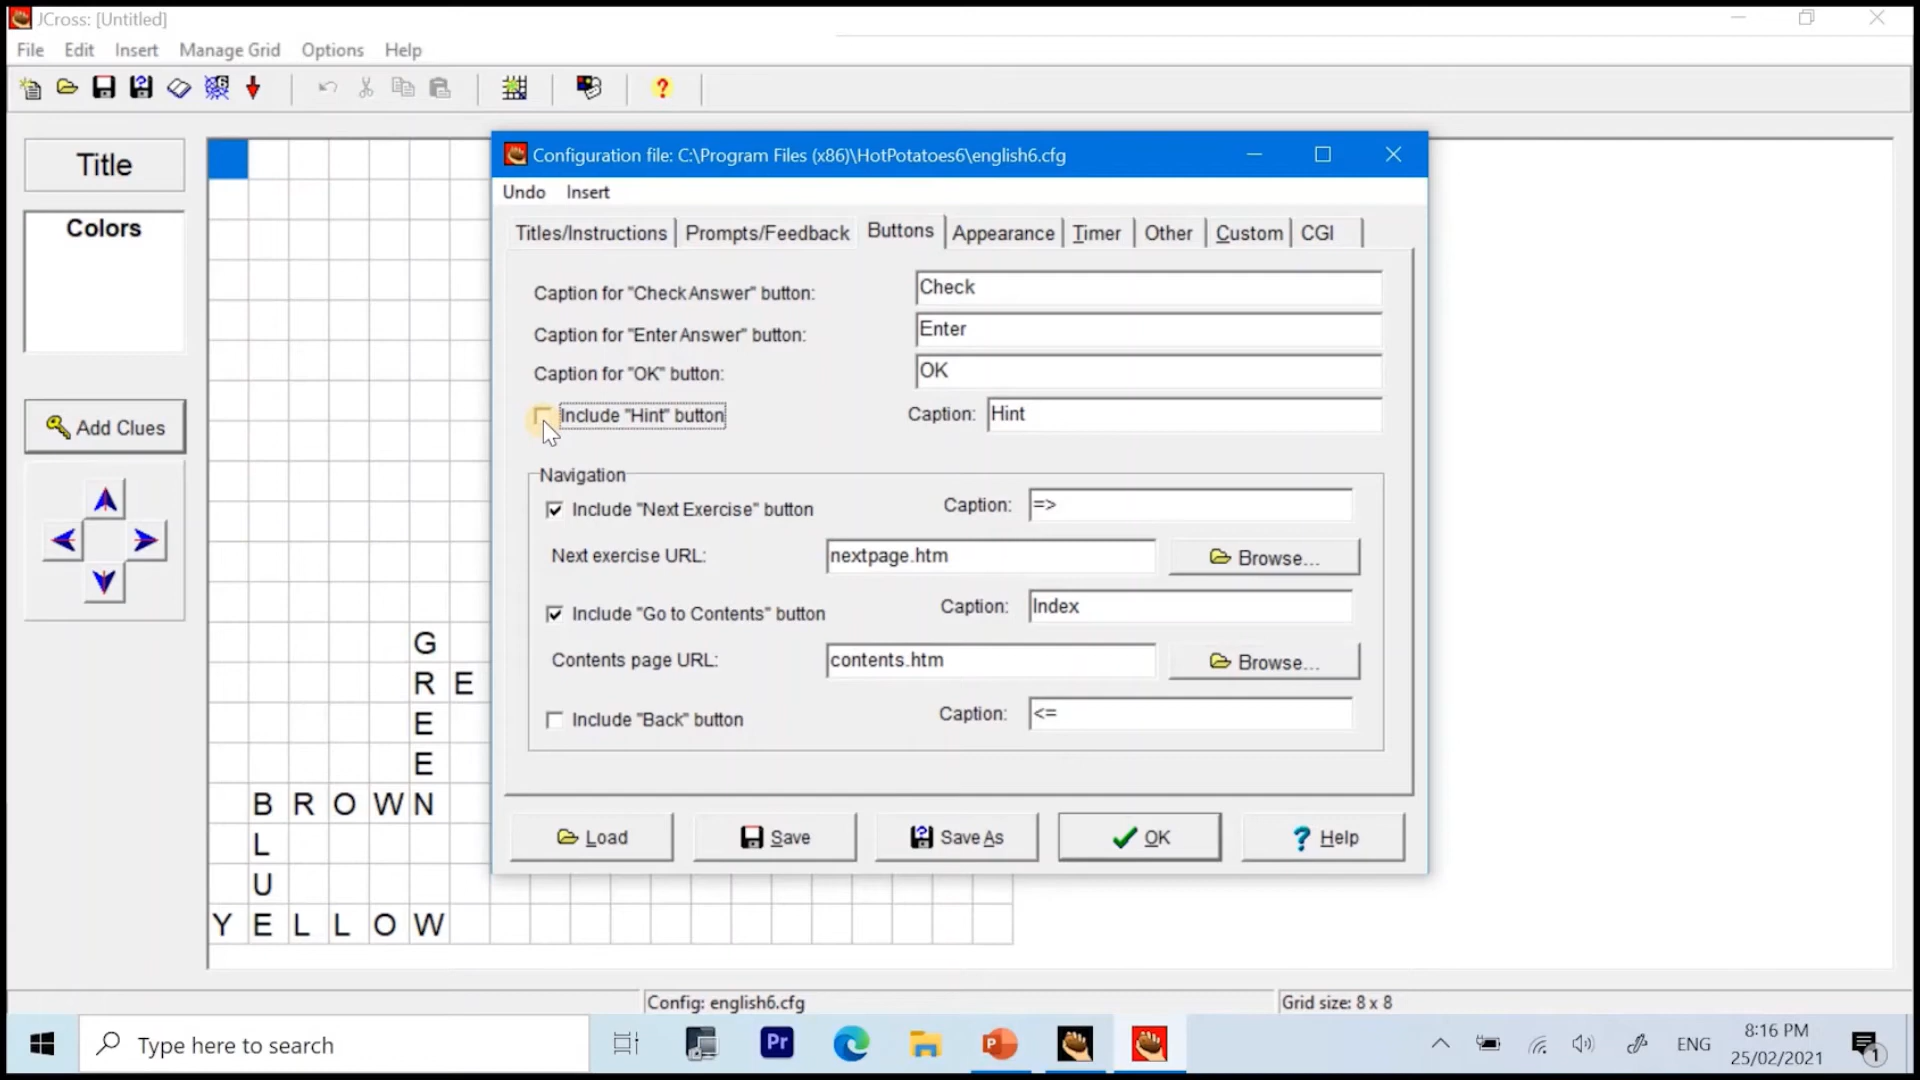 JCross: [Untitled]
File Edit Insert Manage Grid Options Help
Title
Colors
Add Clues
Configuration file: C:\Program Files (x86)\HotPotatoes6\english6.cfg
Undo Insert
Titles/Instructions Prompts/Feedback Buttons Appearance Timer Other Custom CGI
Caption for "Check Answer" button: Check
Caption for "Enter Answer" button: Enter
Caption for "OK" button: OK
Include "Hint" button Caption: Hint
Navigation
Include "Next Exercise" button Caption: =>
Next exercise URL: nextpage.htm Browse...
Include "Go to Contents" button Caption: Index
Contents page URL: contents.htm Browse...
Include "Back" button Caption: <=
Load Save Save As OK Help
G
R E
E
E
B R O W N
L
U
Y E L L O W
Config: english6.cfg Grid size: 8 x 8
Type here to search
Pr
ENG
8:16 PM
25/02/2021
1